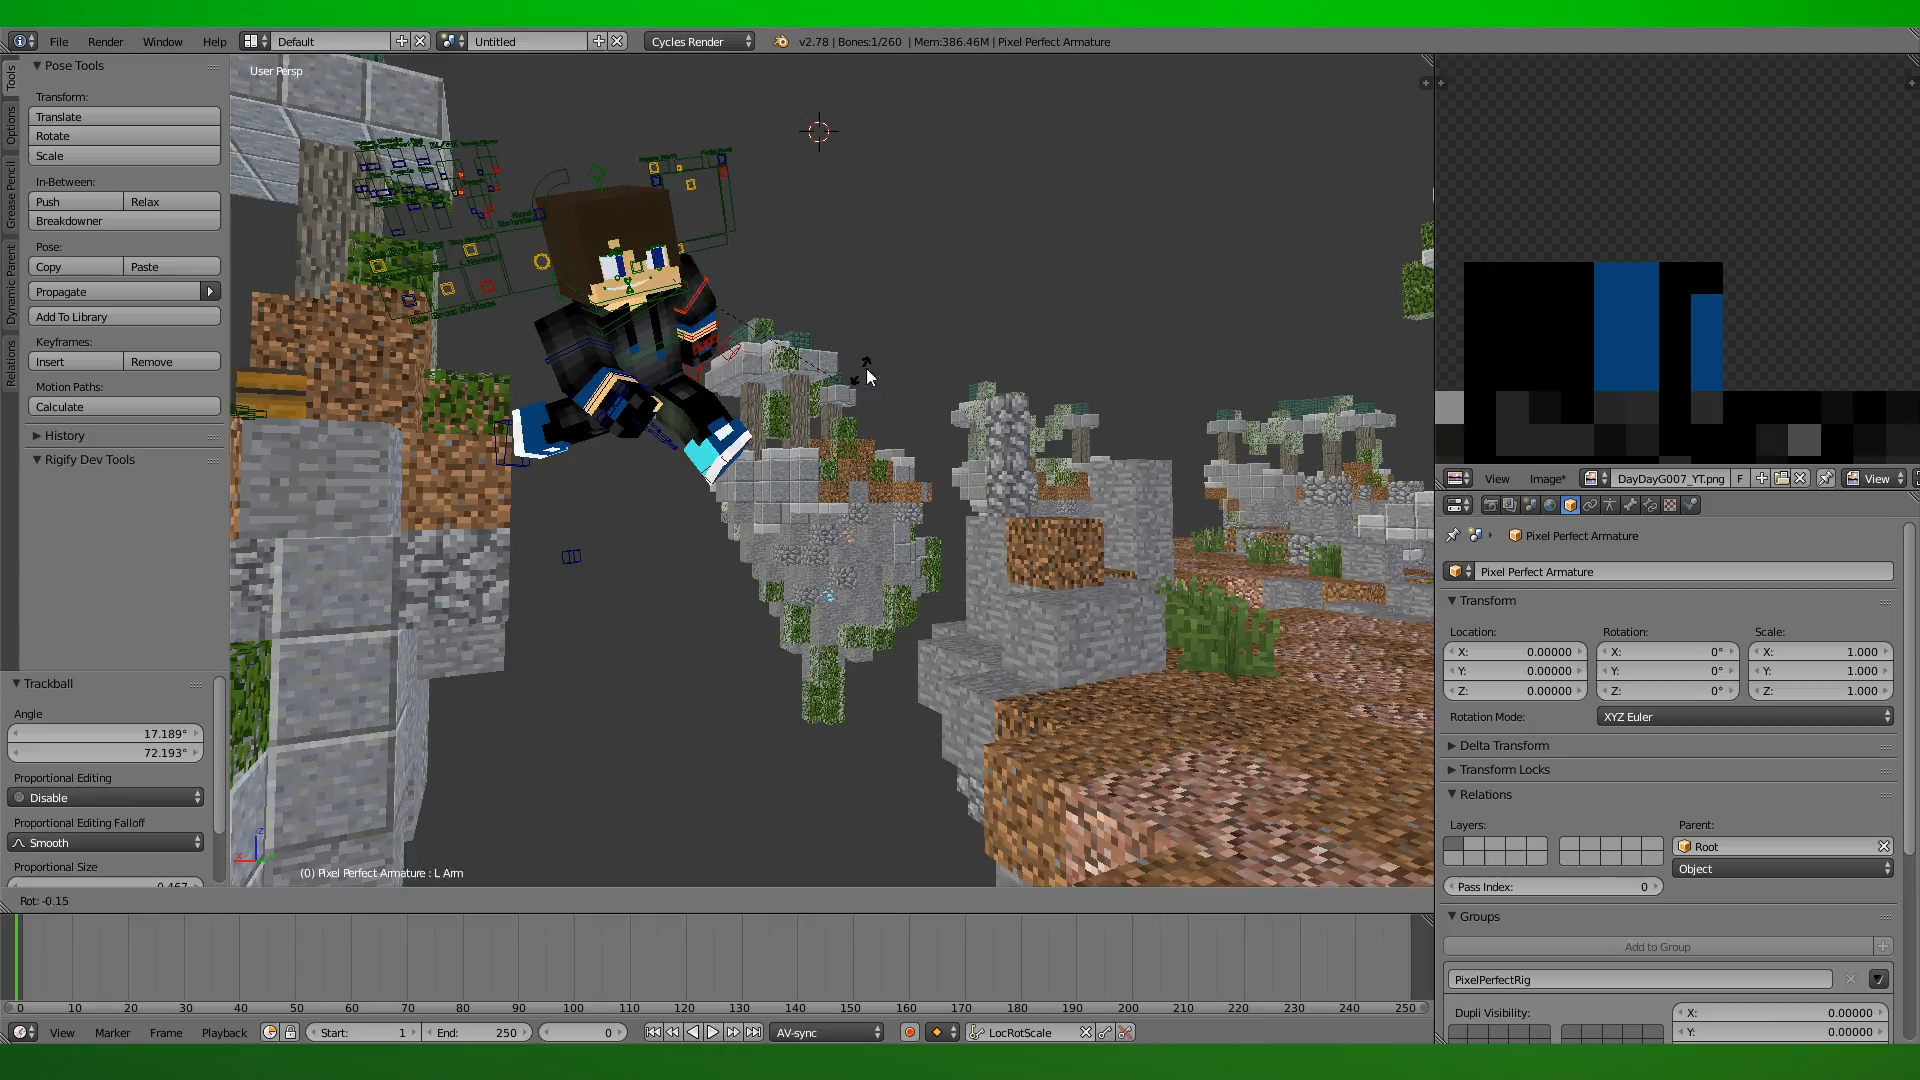 File Render Window Help Default Untitled Cycles Render v2.78 | Bones:1/260 | Mem:386.46M | Pixel Perfect Armature
Tools
Options
Grease Pencil
Dynamic Parent
Relations
Pose Tools
Transform:
Translate
Rotate
Scale
In-Between:
Push Relax
Breakdowner
Pose:
Copy Paste
Propagate
Add To Library
Keyframes:
Insert Remove
Motion Paths:
Calculate
History
Rigify Dev Tools
Trackball
Angle
17.189°
72.193°
Proportional Editing
Disable
Proportional Editing Falloff
Smooth
Proportional Size
0.467
User Persp
(0) Pixel Perfect Armature : L Arm
Rot: -0.15
View Image* DayDayG007_YT.png F View
Pixel Perfect Armature
Pixel Perfect Armature
Transform
Location: Rotation: Scale:
X: 0.00000 X: 0° X: 1.000
Y: 0.00000 Y: 0° Y: 1.000
Z: 0.00000 Z: 0° Z: 1.000
Rotation Mode: XYZ Euler
Delta Transform
Transform Locks
Relations
Layers: Parent:
Root
Object
Pass Index: 0
Groups
Add to Group
PixelPerfectRig
Dupli Visibility: X: 0.00000
Y: 0.00000
0 10 20 30 40 50 60 70 80 90 100 110 120 130 140 150 160 170 180 190 200 210 220 230 240 250
View Marker Frame Playback Start: 1 End: 250 0 AV-sync LocRotScale